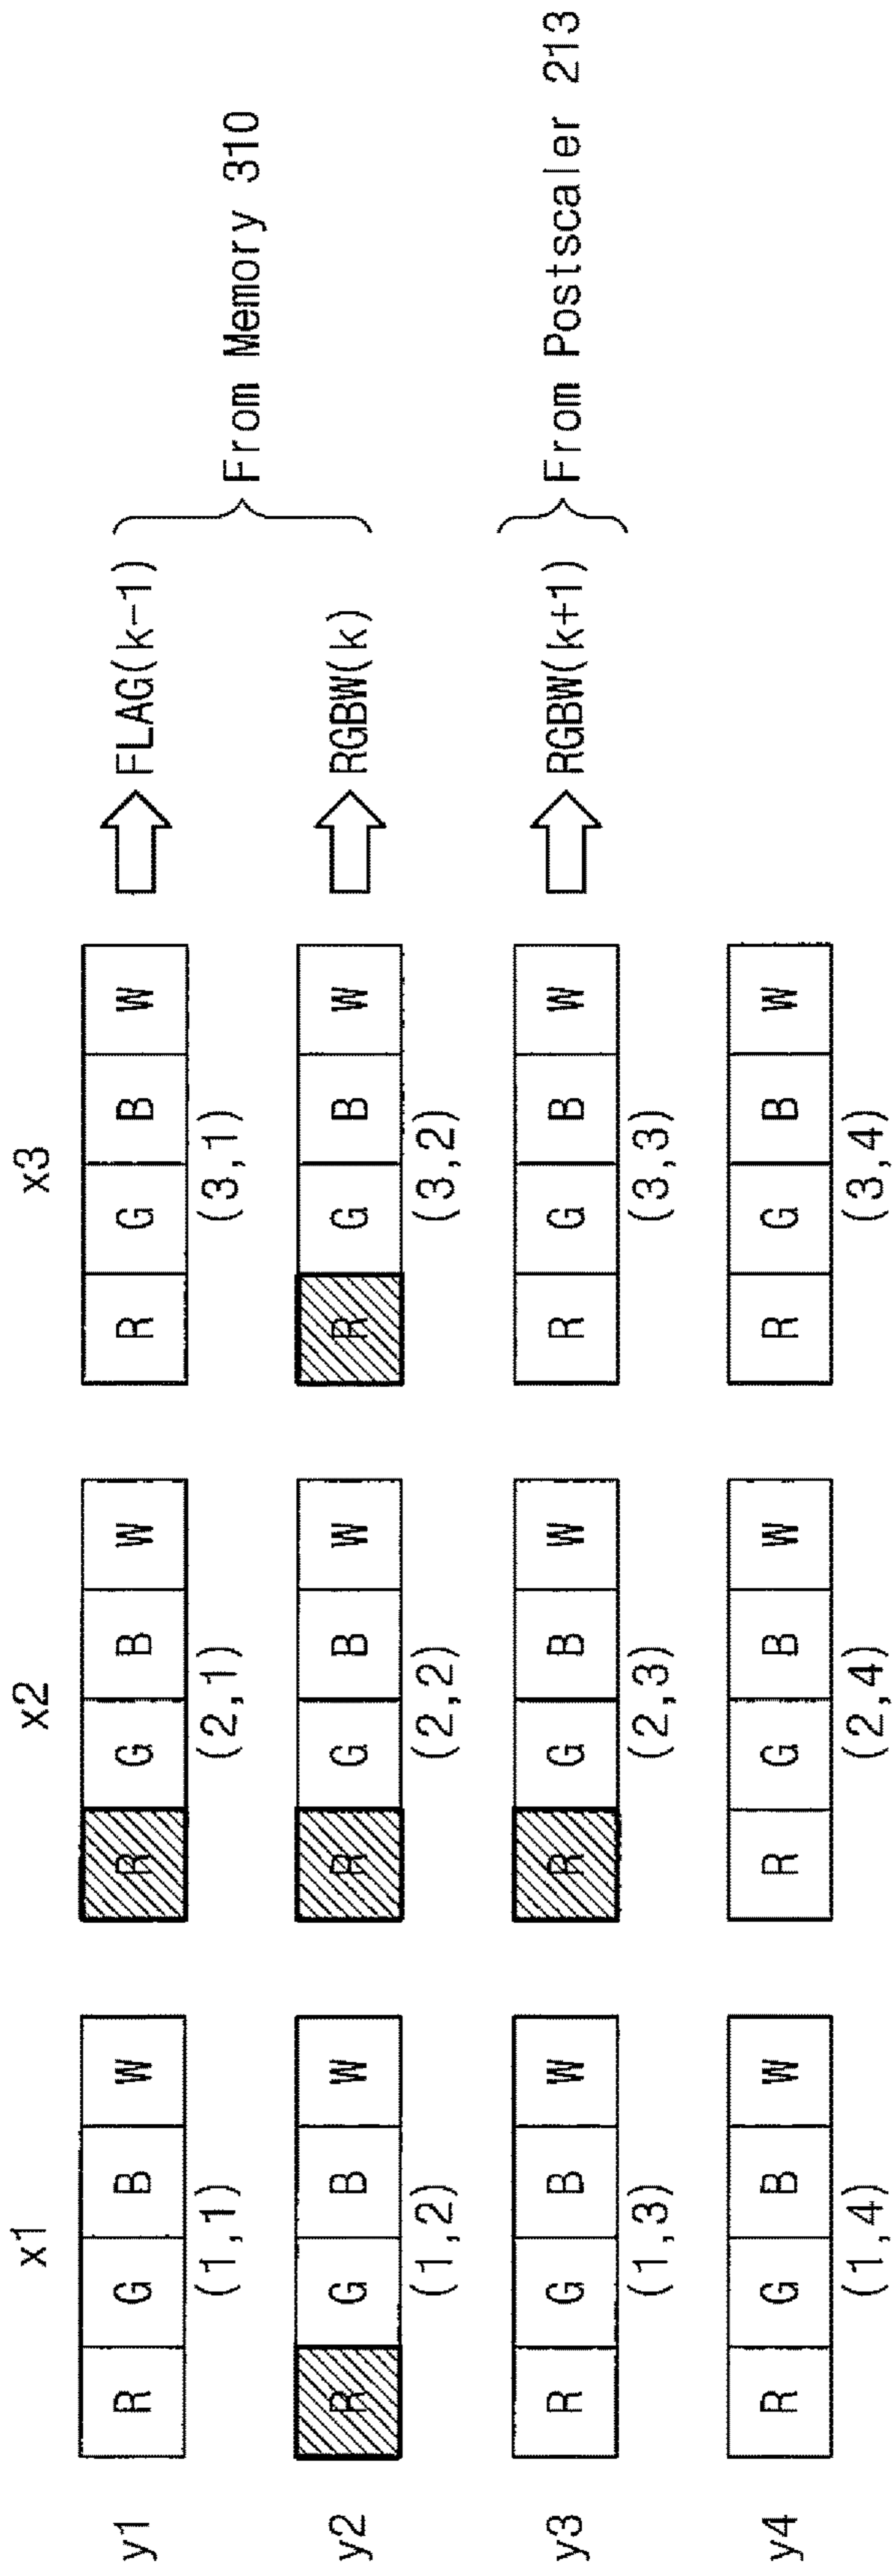 x1 x2 x3
y1 R G B W R G B W R G B W FLAG(k-1)
(1,1) (2,1) (3,1)
From Memory 310
y2 R G B W R G B W R G B W RGBW(k)
(1,2) (2,2) (3,2)
y3 R G B W R G B W R G B W RGBW(k+1) From Postscaler 213
(1,3) (2,3) (3,3)
y4 R G B W R G B W R G B W
(1,4) (2,4) (3,4)